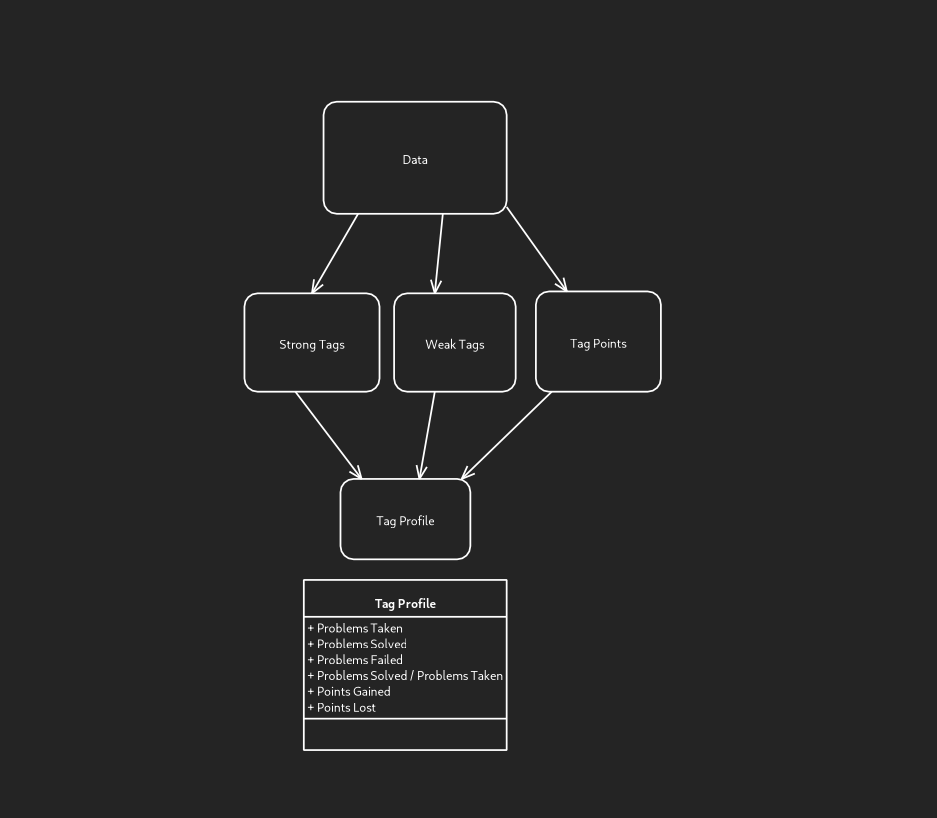 Data
Strong Tags
Weak Tags
Tag Points
Tag Profile
Tag Profile
+ Problems Taken
+ Problems Solved
+ Problems Failed
+ Problems Solved / Problems Taken
+ Points Gained
+ Points Lost